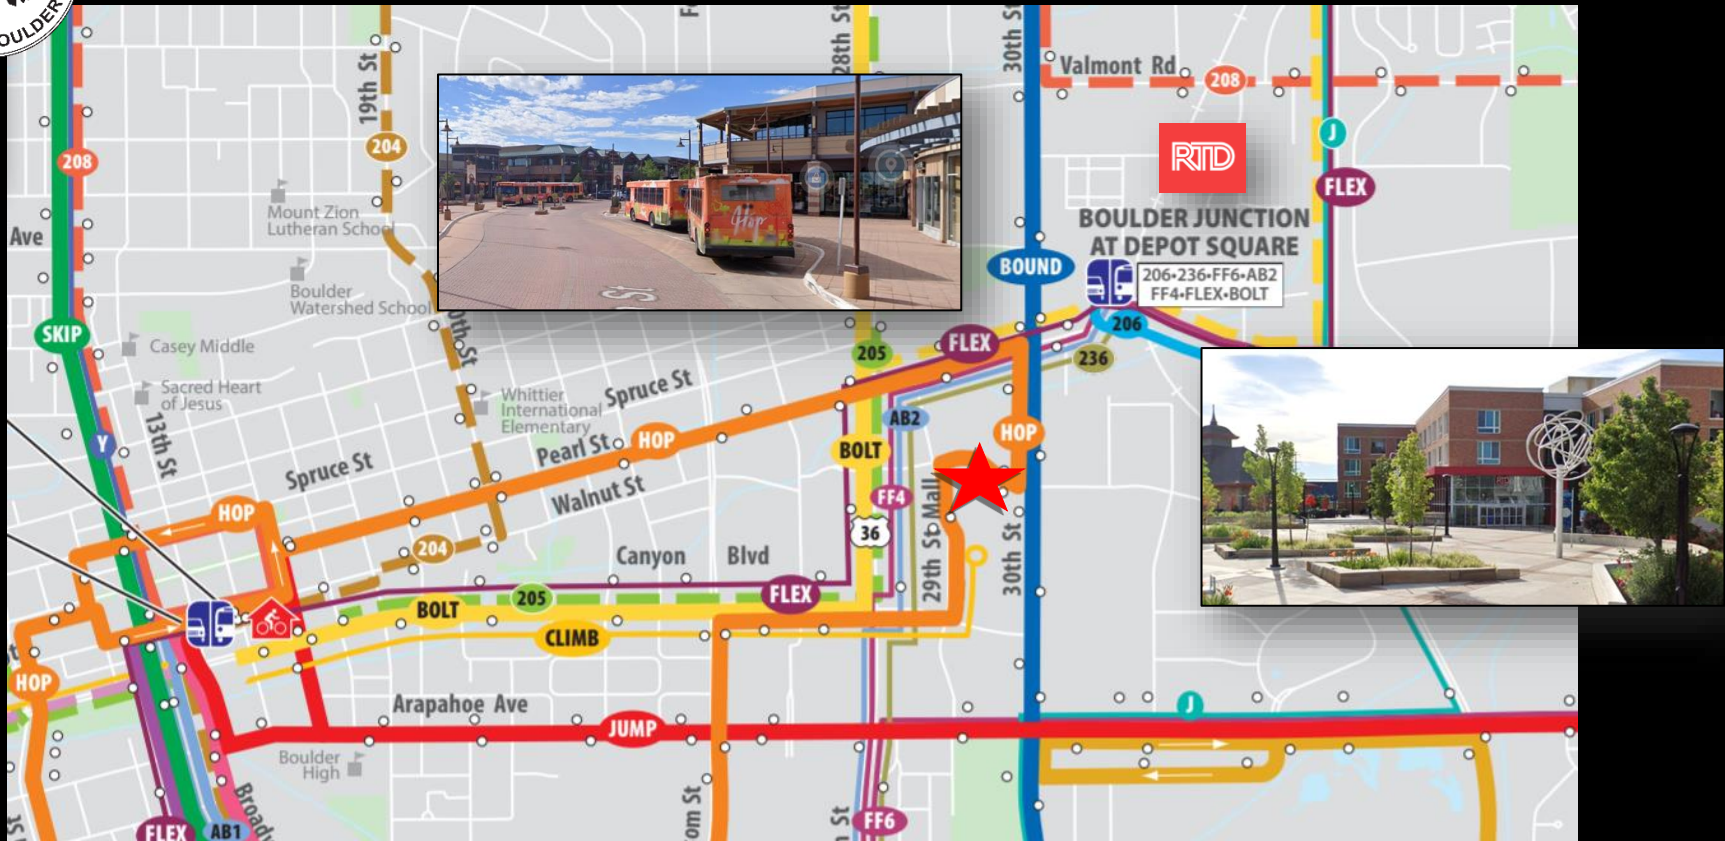 BOULDER
19th St
28th St
30th St
Valmont Rd
208
204
208
J
RTD
FLEX
Mount Zion
Lutheran School
Hop
BOULDER JUNCTION
AT DEPOT SQUARE
Ave
BOUND
206•236•FF6•AB2
FF4•FLEX•BOLT
Boulder
Watershed School
St
SKIP
Casey Middle
206
205
FLEX
236
Sacred Heart
of Jesus
Whittier
International
Elementary
Spruce St
13th St
AB2
HOP
Y
Pearl St
HOP
BOLT
Spruce St
Walnut St
FF4
29th St Mall
HOP
36
204
Canyon Blvd
30th St
205
BOLT
FLEX
CLIMB
HOP
Arapahoe Ave
J
JUMP
Boulder
High
FLEX
AB1
FF6